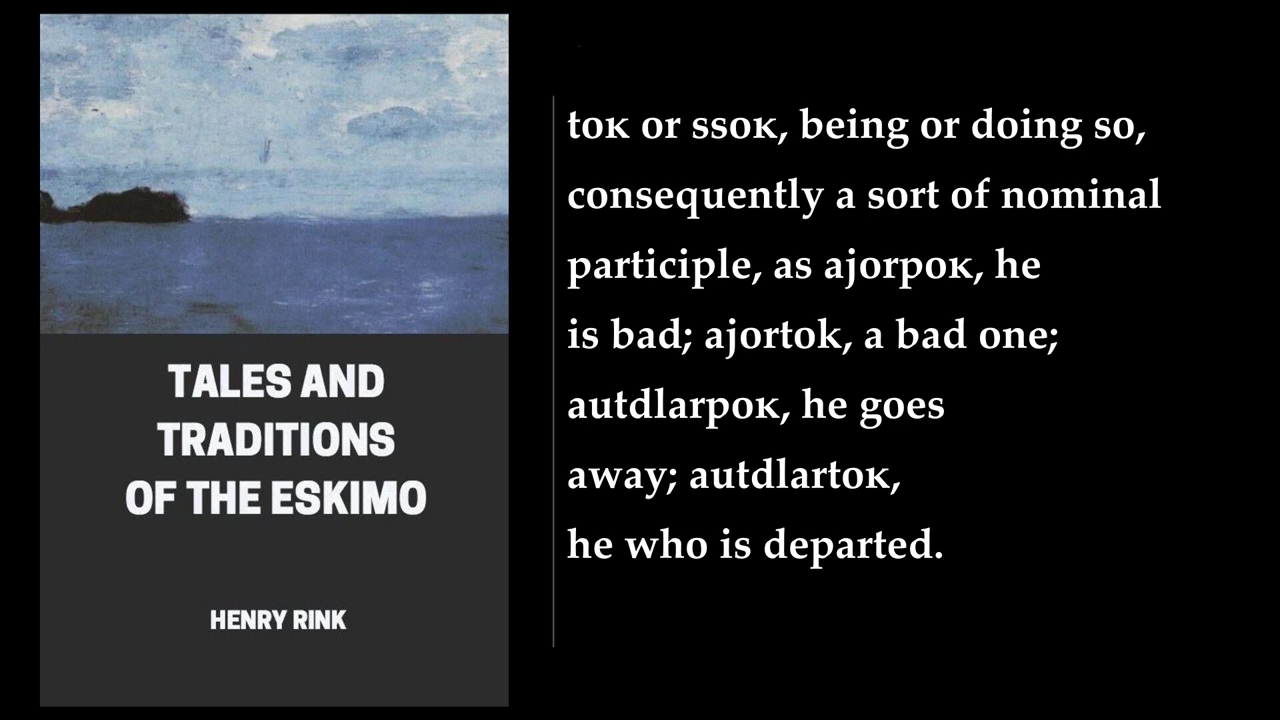 TALES AND
TRADITIONS
OF THE ESKIMO
HENRY RINK
toĸ or ssoĸ, being or doing so,
consequently a sort of nominal
participle, as ajorpoĸ, he
is bad; ajortok, a bad one;
autdlarpoĸ, he goes
away; autdlartoĸ,
he who is departed.